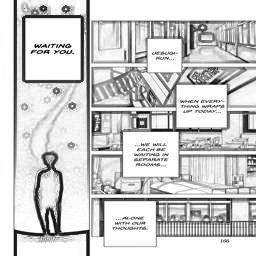 UESUGI-
KUN...
WHEN EVERY-
THING WRAPS
UP TODAY...
...WE WILL
EACH BE
WAITING IN
SEPARATE
ROOMS...
...ALONE
WITH OUR
THOUGHTS.
WAITING
FOR YOU.
166